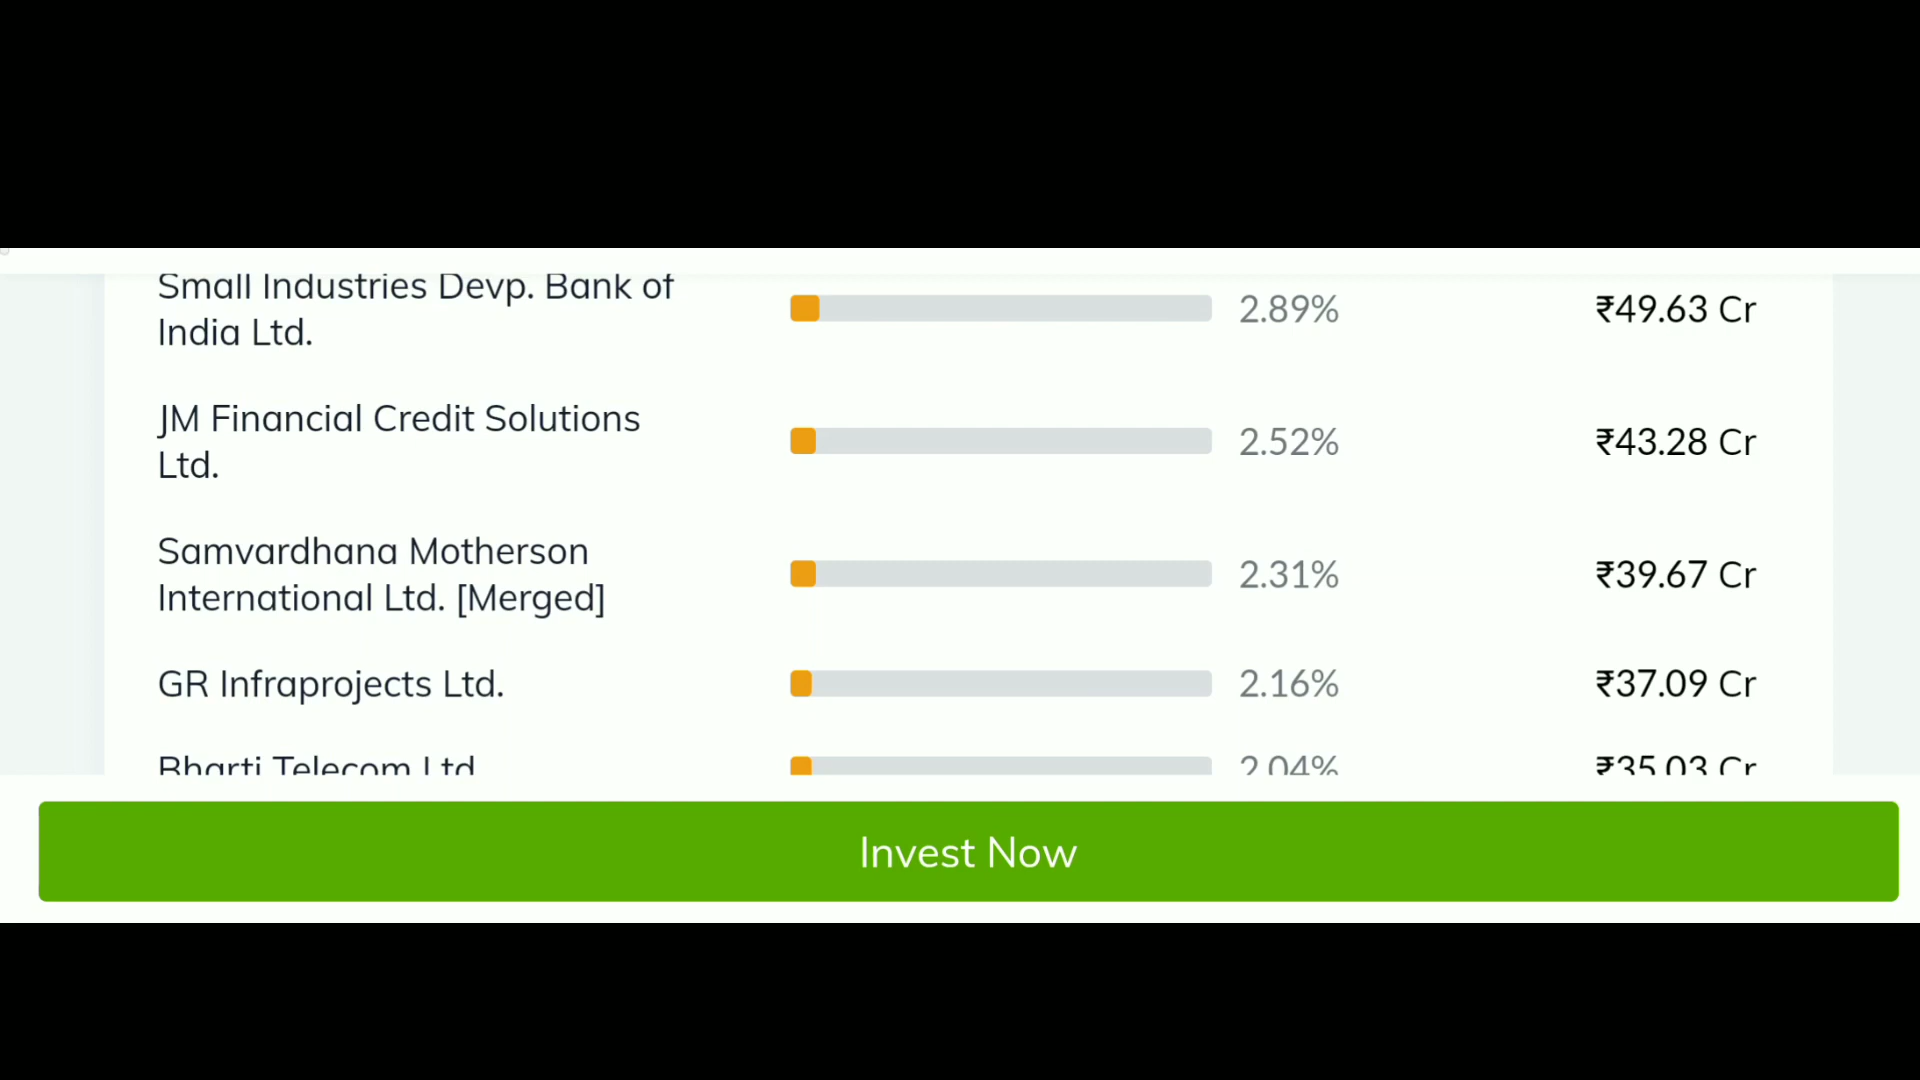 Small Industries Devp. Bank of
India Ltd.
2.89%
₹49.63 Cr
JM Financial Credit Solutions
Ltd.
2.52%
₹43.28 Cr
Samvardhana Motherson
International Ltd. [Merged]
2.31%
₹39.67 Cr
GR Infraprojects Ltd.
2.16%
₹37.09 Cr
Bharti Telecom Ltd
2.04%
₹35.03 Cr
Invest Now